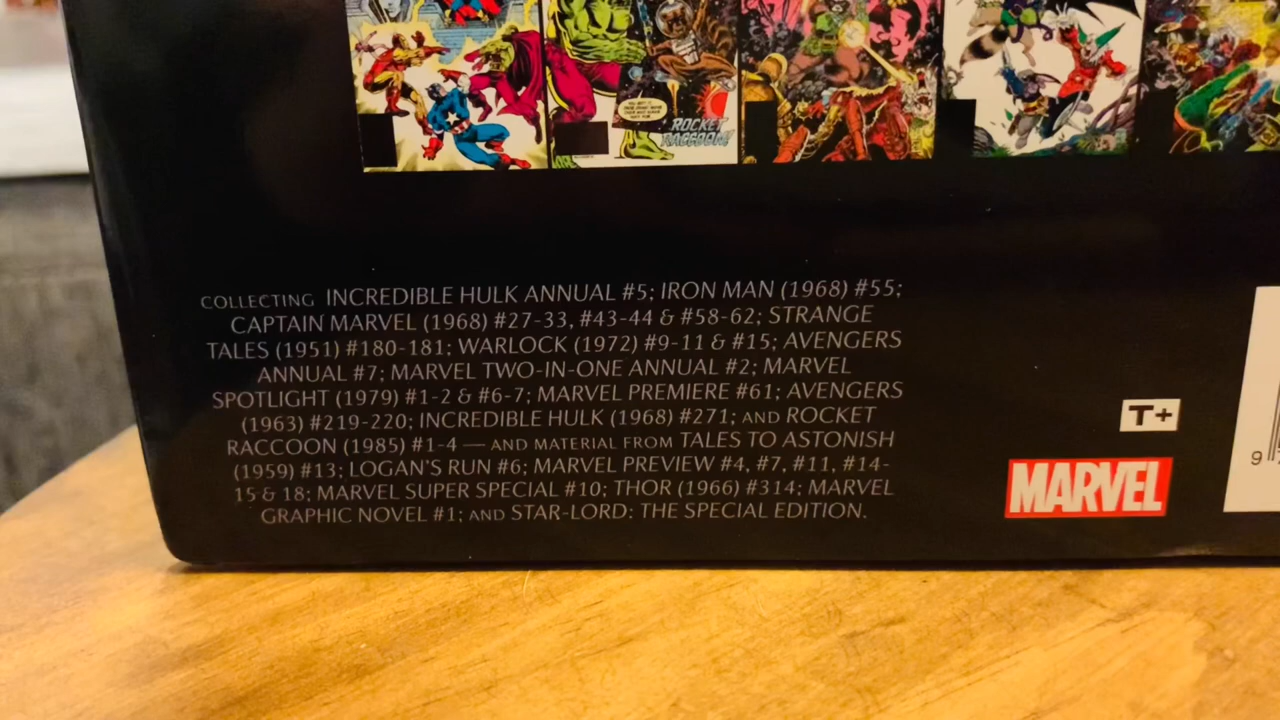 ROCKET
RACCOON!
COLLECTING INCREDIBLE HULK ANNUAL #5; IRON MAN (1968) #55;
CAPTAIN MARVEL (1968) #27-33, #43-44 & #58-62; STRANGE
TALES (1951) #180-181; WARLOCK (1972) #9-11 & #15; AVENGERS
ANNUAL #7; MARVEL TWO-IN-ONE ANNUAL #2; MARVEL
SPOTLIGHT (1979) #1-2 & #6-7; MARVEL PREMIERE #61; AVENGERS
(1963) #219-220; INCREDIBLE HULK (1968) #271; AND ROCKET
RACCOON (1985) #1-4 — AND MATERIAL FROM TALES TO ASTONISH
(1959) #13; LOGAN'S RUN #6; MARVEL PREVIEW #4, #7, #11, #14-
15 & 18; MARVEL SUPER SPECIAL #10; THOR (1966) #314; MARVEL
GRAPHIC NOVEL #1; AND STAR-LORD: THE SPECIAL EDITION.
T+
MARVEL
9